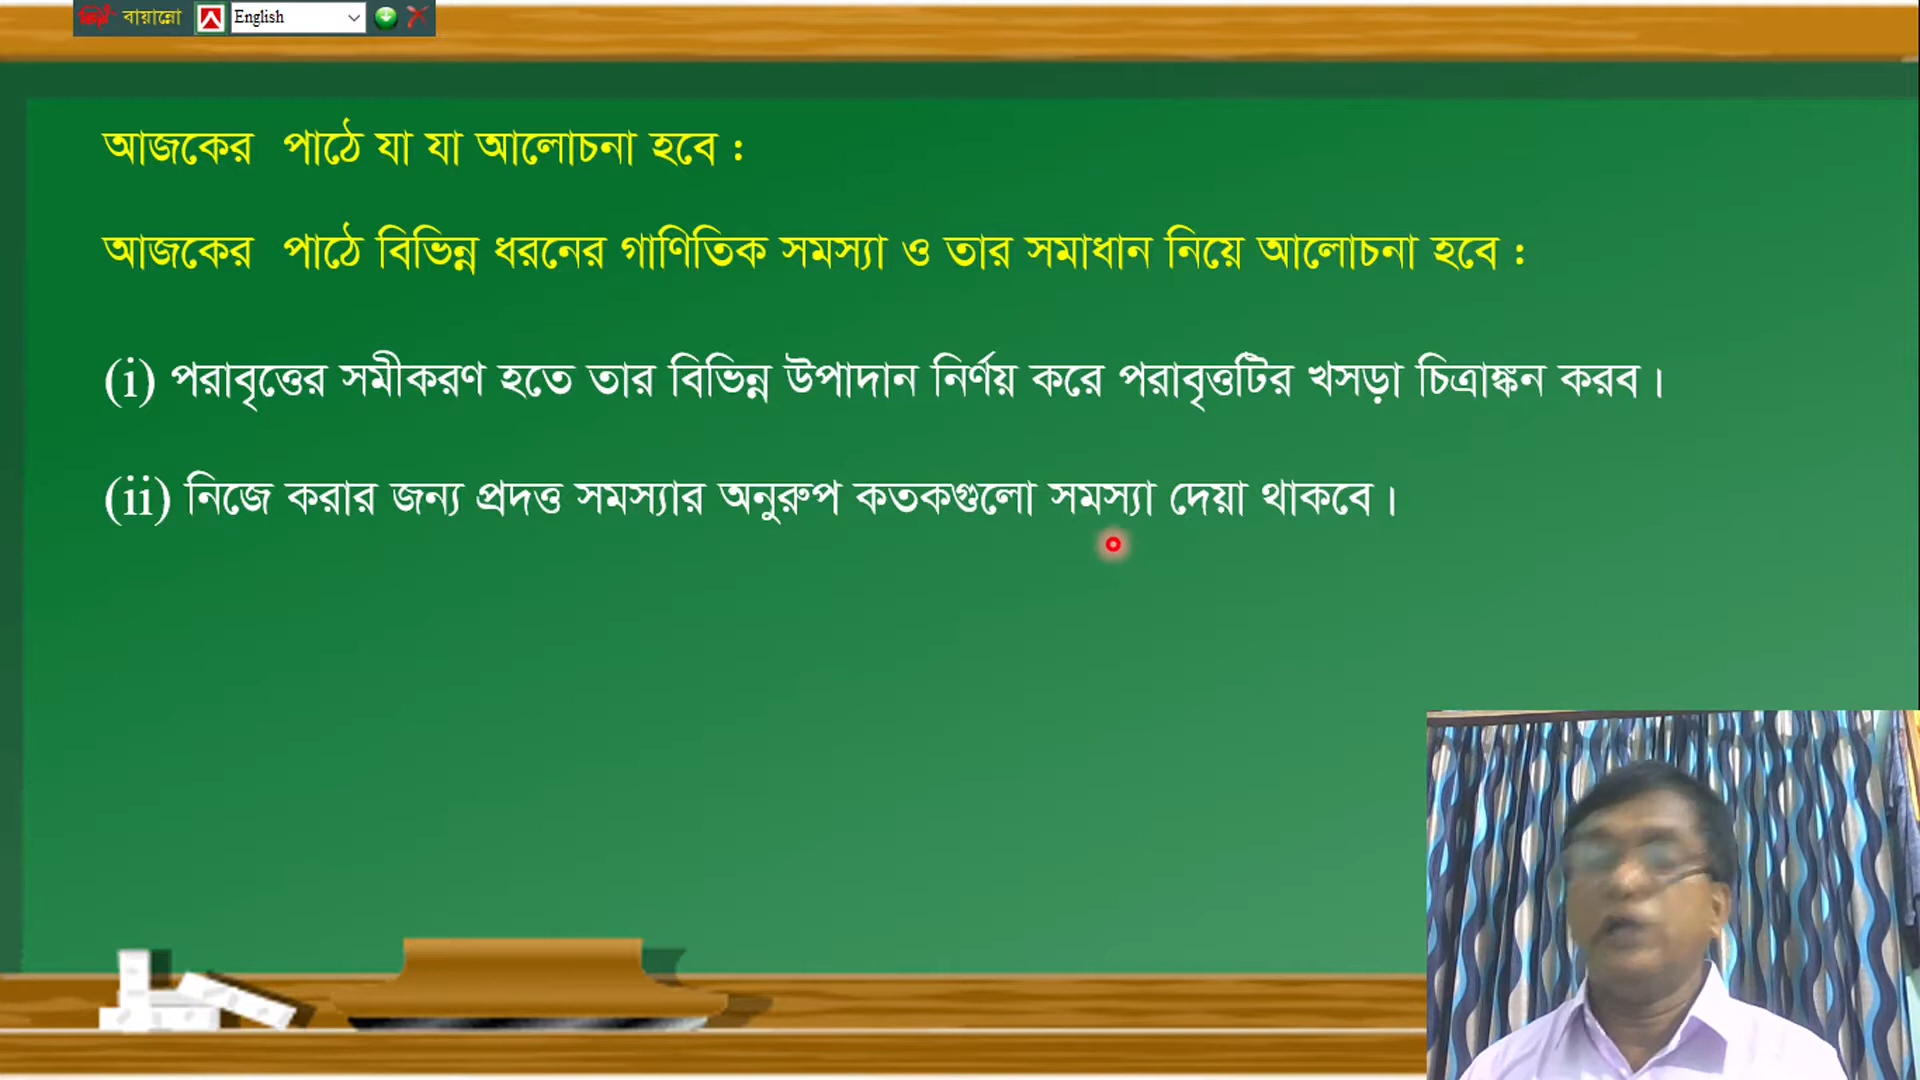 বায়ান্নো English
আজকের পাঠে যা যা আলোচনা হবে :
আজকের পাঠে বিভিন্ন ধরনের গাণিতিক সমস্যা ও তার সমাধান নিয়ে আলোচনা হবে :
(i) পরাবৃত্তের সমীকরণ হতে তার বিভিন্ন উপাদান নির্ণয় করে পরাবৃত্তটির খসড়া চিত্রাঙ্কন করব।
(ii) নিজে করার জন্য প্রদত্ত সমস্যার অনুরুপ কতকগুলো সমস্যা দেয়া থাকবে।